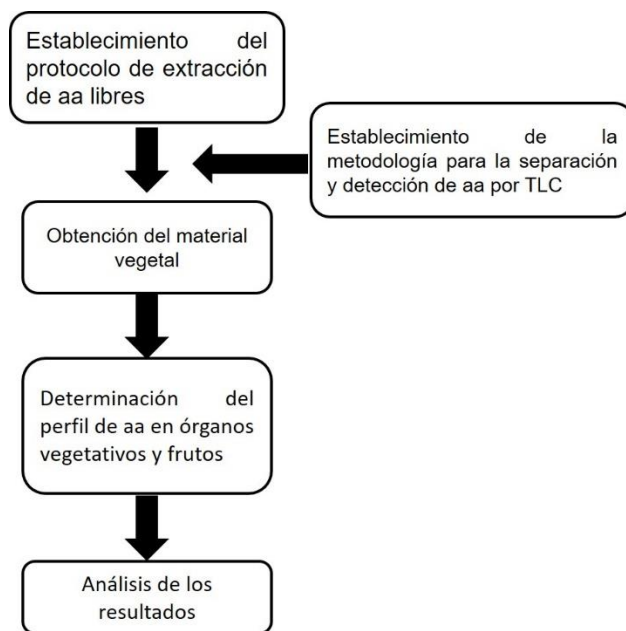 Establecimiento del
protocolo de extracción
de aa libres
Establecimiento de la
metodología para la separación
y detección de aa por TLC
Obtención del material
vegetal
Determinación del
perfil de aa en órganos
vegetativos y frutos
Análisis de los
resultados